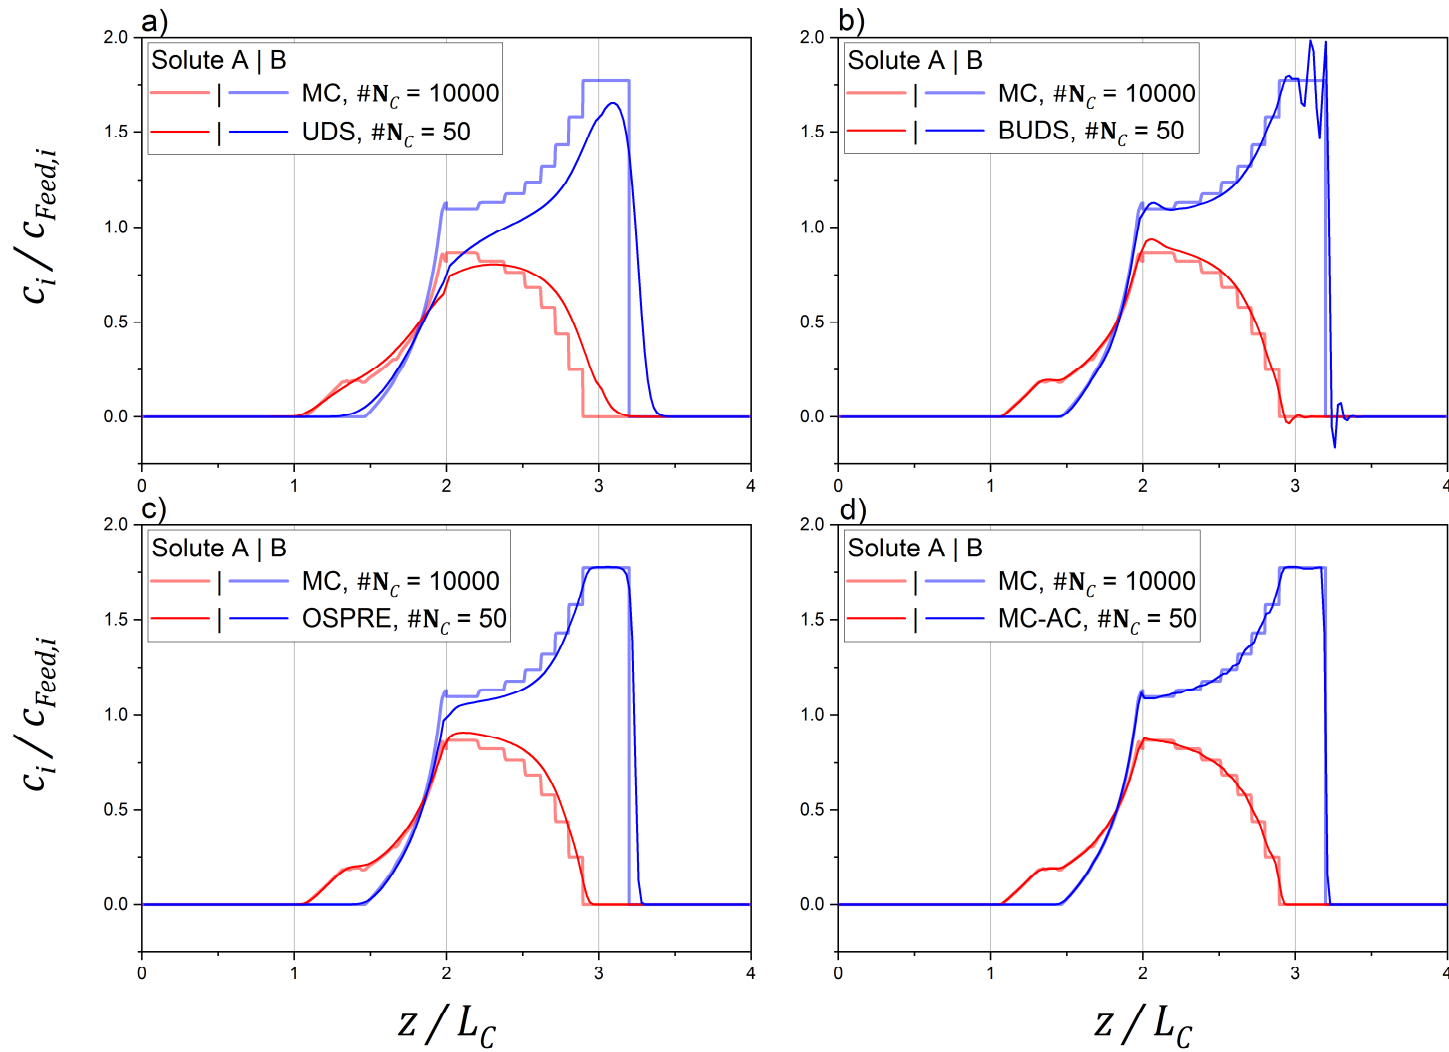 a)
2.0
1.5
1.0
0.5
0.0
Solute A | B
| MC, #N_C = 10000
| UDS, #N_C = 50
0 1 2 3 4
b)
2.0
1.5
1.0
0.5
0.0
Solute A | B
| MC, #N_C = 10000
| BUDS, #N_C = 50
0 1 2 3 4
c)
2.0
1.5
1.0
0.5
0.0
Solute A | B
| MC, #N_C = 10000
| OSPRE, #N_C = 50
0 1 2 3 4
d)
2.0
1.5
1.0
0.5
0.0
Solute A | B
| MC, #N_C = 10000
| MC-AC, #N_C = 50
0 1 2 3 4
c_i / c_{Feed,i}
c_i / c_{Feed,i}
z / L_C
z / L_C